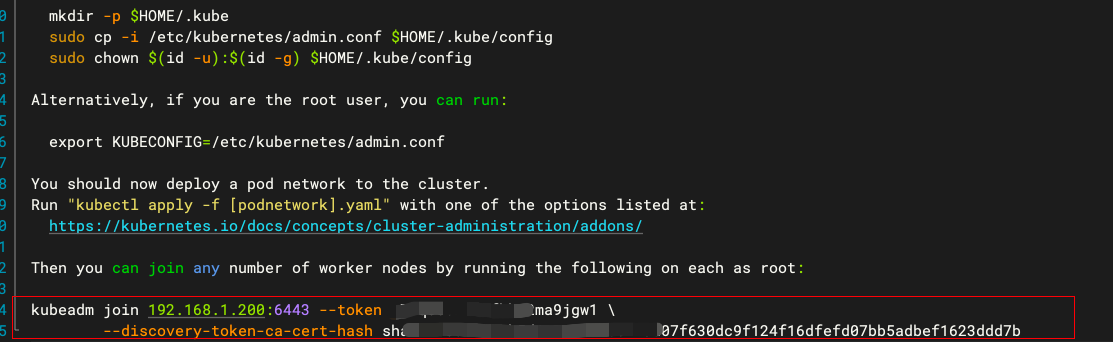 0 mkdir -p $HOME/.kube
1 sudo cp -i /etc/kubernetes/admin.conf $HOME/.kube/config
2 sudo chown $(id -u):$(id -g) $HOME/.kube/config
3
4 Alternatively, if you are the root user, you can run:
5
6 export KUBECONFIG=/etc/kubernetes/admin.conf
7
8 You should now deploy a pod network to the cluster.
9 Run "kubectl apply -f [podnetwork].yaml" with one of the options listed at:
0 https://kubernetes.io/docs/concepts/cluster-administration/addons/
1
2 Then you can join any number of worker nodes by running the following on each as root:
3
4 kubeadm join 192.168.1.200:6443 --token \
5 --discovery-token-ca-cert-hash